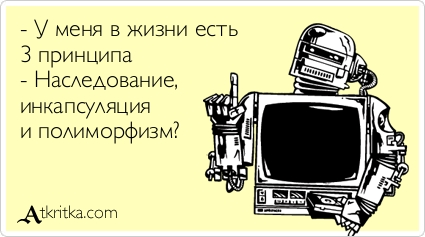 - У меня в жизни есть
3 принципа
- Наследование,
инкапсуляция
и полиморфизм?
Atkritka.com